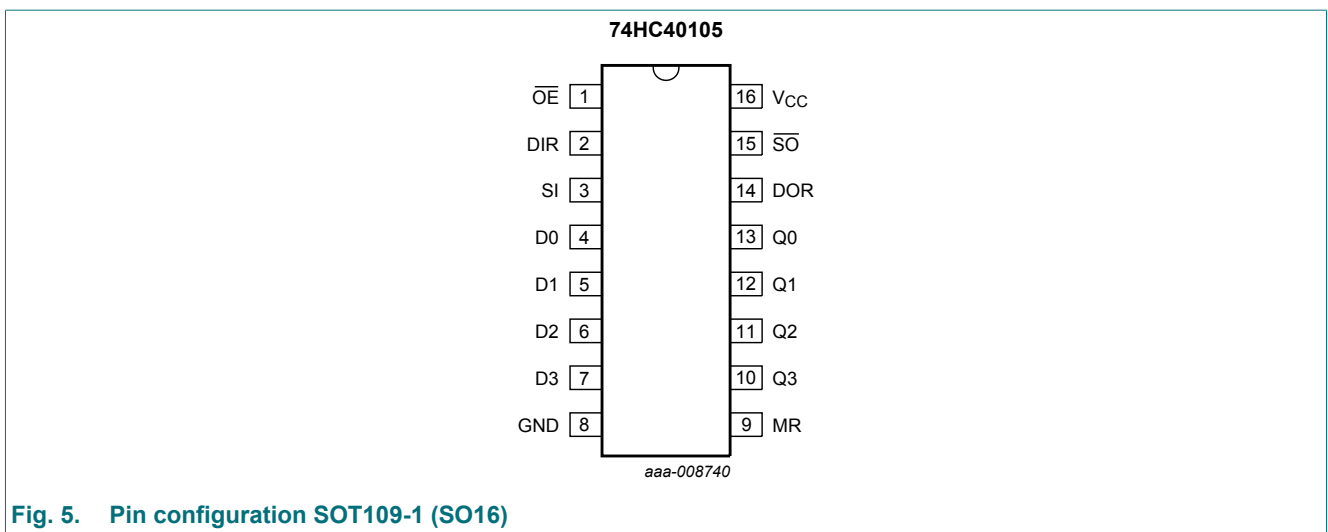 74HC40105
O̅E̅ 1 16 VCC
DIR 2 15 S̅O̅
SI 3 14 DOR
D0 4 13 Q0
D1 5 12 Q1
D2 6 11 Q2
D3 7 10 Q3
GND 8 9 MR
aaa-008740
Fig. 5. Pin configuration SOT109-1 (SO16)